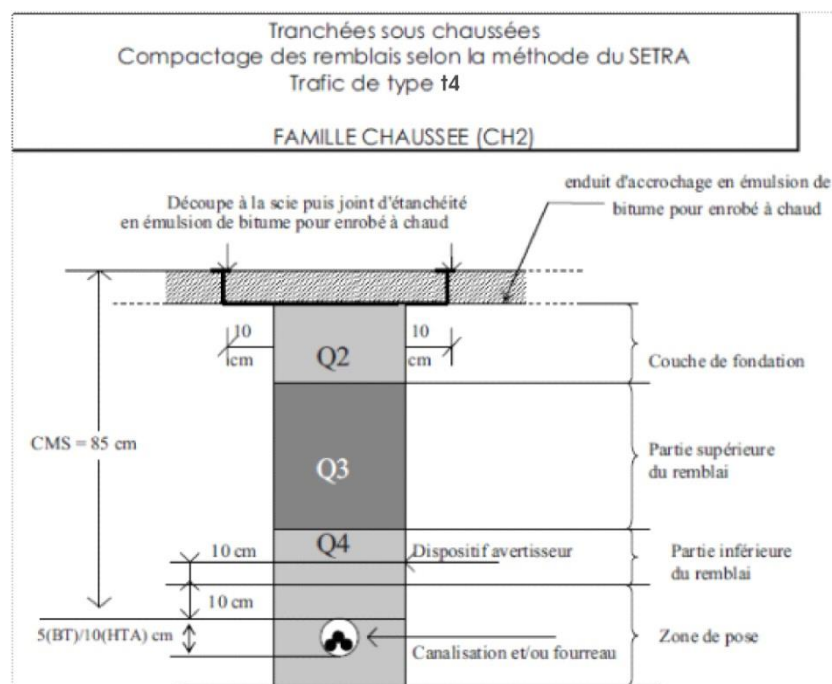 Tranchées sous chaussées
Compactage des remblais selon la méthode du SETRA
Trafic de type t4
FAMILLE CHAUSSEE (CH2)
enduit d'accrochage en émulsion de
bitume pour enrobé à chaud
Découpe à la scie puis joint d'étanchéité
en émulsion de bitume pour enrobé à chaud
10
cm
10
cm
Q2
Couche de fondation
CMS = 85 cm
Q3
Partie supérieure
du remblai
Q4
10 cm
Dispositif avertisseur
Partie inférieure
du remblai
10 cm
5(BT)/10(HTA) cm
Canalisation et/ou fourreau
Zone de pose